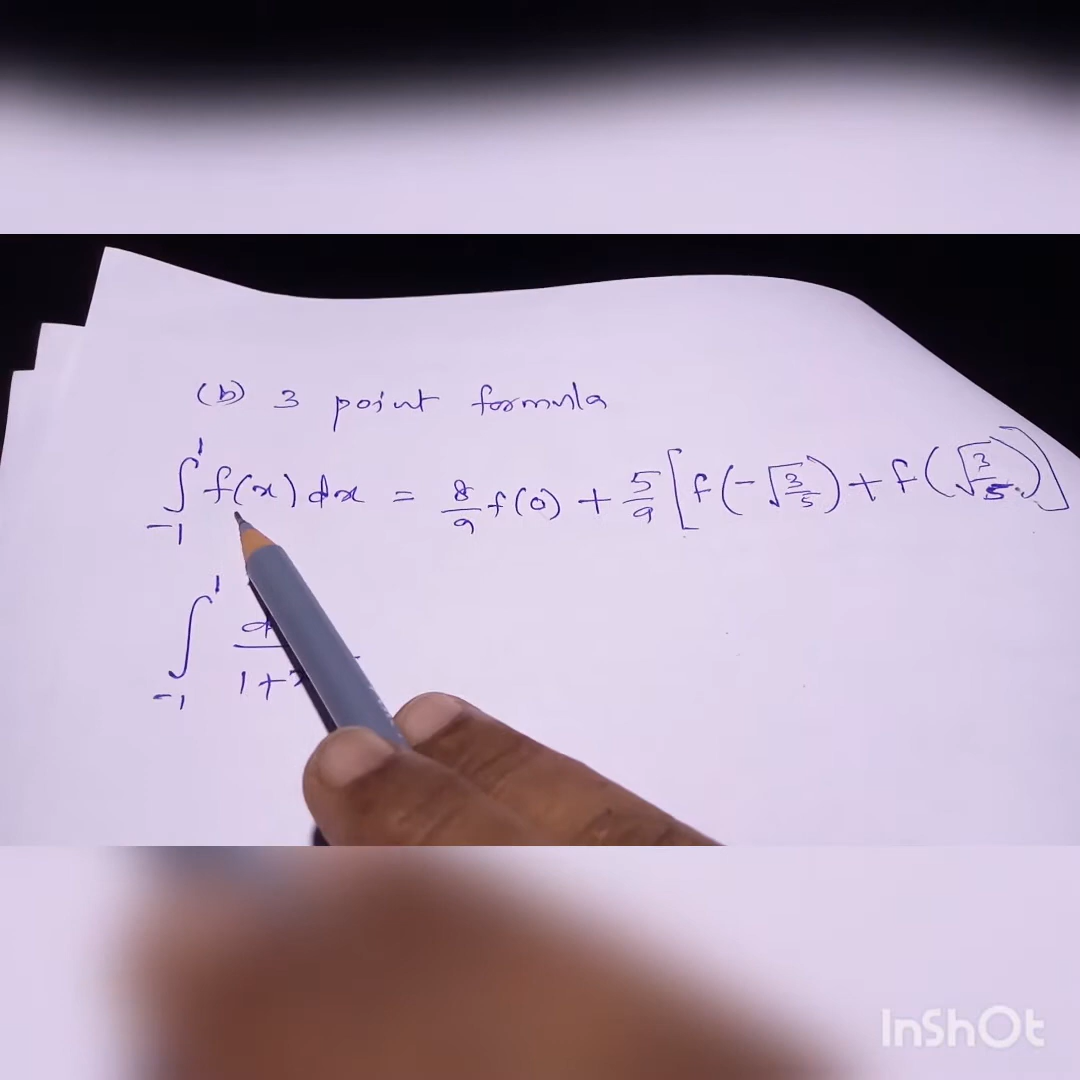 (b) 3 point formula
∫₋₁¹ f(x) dx = 8/9 f(0) + 5/9 [f(-√(3/5)) + f(√(3/5))]
∫₋₁¹ d / 1+
InShOt